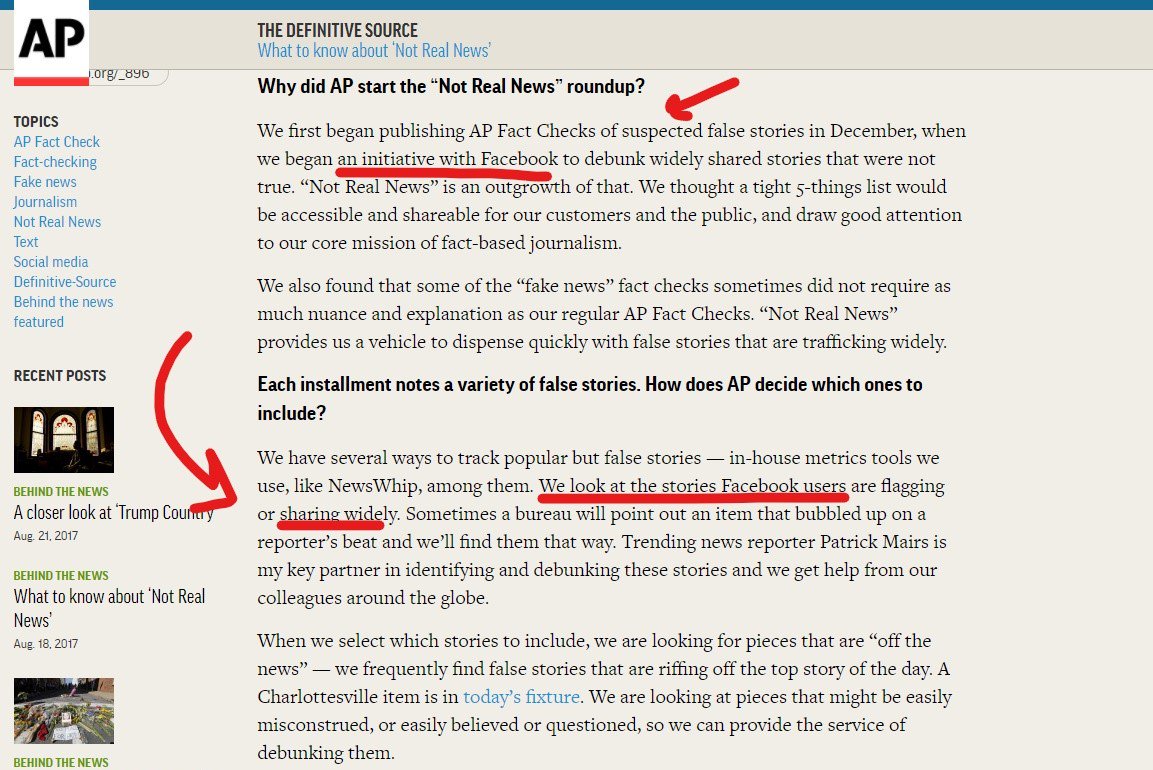 AP
THE DEFINITIVE SOURCE
What to know about ‘Not Real News’
.org/_896
TOPICS
AP Fact Check
Fact-checking
Fake news
Journalism
Not Real News
Text
Social media
Definitive-Source
Behind the news
featured
RECENT POSTS
BEHIND THE NEWS
A closer look at ‘Trump Country’
Aug. 21, 2017
BEHIND THE NEWS
What to know about ‘Not Real
News’
Aug. 18, 2017
BEHIND THE NEWS
Why did AP start the “Not Real News” roundup?
We first began publishing AP Fact Checks of suspected false stories in December, when
we began an initiative with Facebook to debunk widely shared stories that were not
true. “Not Real News” is an outgrowth of that. We thought a tight 5-things list would
be accessible and shareable for our customers and the public, and draw good attention
to our core mission of fact-based journalism.
We also found that some of the “fake news” fact checks sometimes did not require as
much nuance and explanation as our regular AP Fact Checks. “Not Real News”
provides us a vehicle to dispense quickly with false stories that are trafficking widely.
Each installment notes a variety of false stories. How does AP decide which ones to
include?
We have several ways to track popular but false stories — in-house metrics tools we
use, like NewsWhip, among them. We look at the stories Facebook users are flagging
or sharing widely. Sometimes a bureau will point out an item that bubbled up on a
reporter’s beat and we’ll find them that way. Trending news reporter Patrick Mairs is
my key partner in identifying and debunking these stories and we get help from our
colleagues around the globe.
When we select which stories to include, we are looking for pieces that are “off the
news” — we frequently find false stories that are riffing off the top story of the day. A
Charlottesville item is in today’s fixture. We are looking at pieces that might be easily
misconstrued, or easily believed or questioned, so we can provide the service of
debunking them.